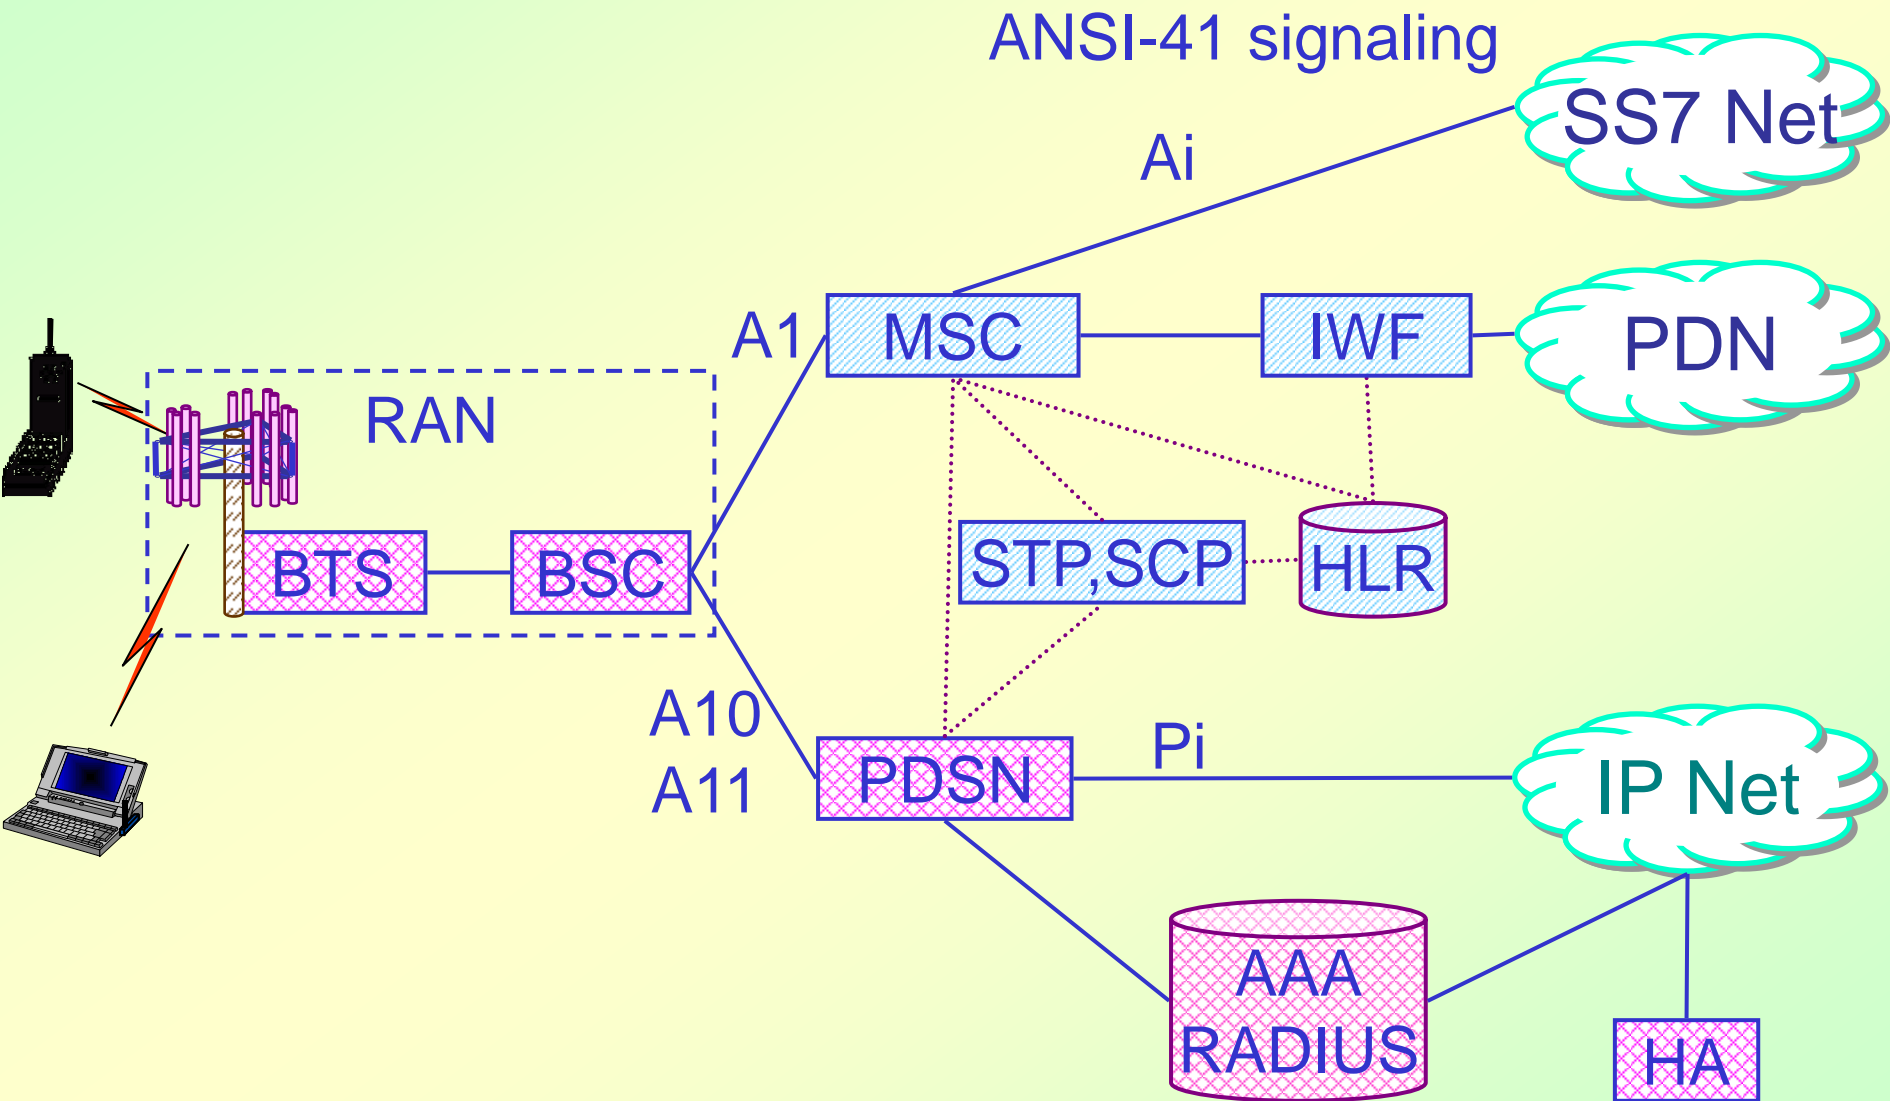 ANSI-41 signaling
SS7 Net
Ai
A1
MSC
IWF
PDN
RAN
BTS
BSC
STP,SCP
HLR
A10
A11
PDSN
Pi
IP Net
AAA
RADIUS
HA